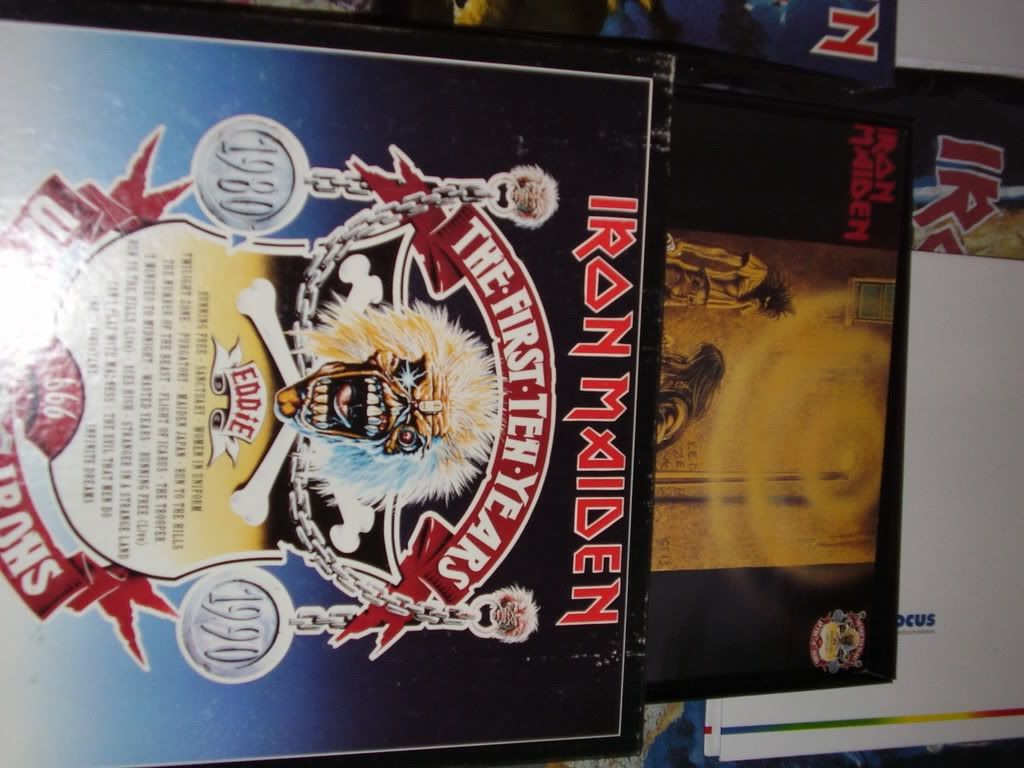 IRON MAIDEN
THE·FIRST·TEN·YEARS
1980
1990
EDDIE
RUNNING FREE · SANCTUARY · WOMEN IN UNIFORM
TWILIGHT ZONE · PURGATORY · MAIDEN JAPAN · RUN TO THE HILLS
THE NUMBER OF THE BEAST · FLIGHT OF ICARUS · THE TROOPER
2 MINUTES TO MIDNIGHT · WASTED YEARS · RUNNING FREE (Live)
RUN TO THE HILLS (Live) · ACES HIGH · STRANGER IN A STRANGE LAND
CAN I PLAY WITH MADNESS · THE EVIL THAT MEN DO
INFINITE DREAMS
666
U
IRONS
IRON
MAIDEN
ON
IR
OCUS